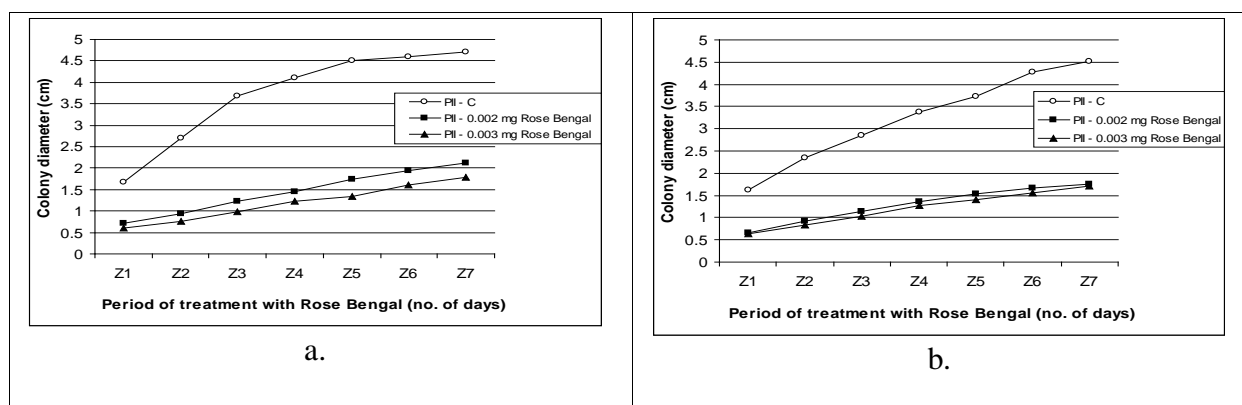 5
4.5
4
3.5
3
2.5
2
1.5
1
0.5
0
Colony diameter (cm)
PII - C
PII - 0.002 mg Rose Bengal
PII - 0.003 mg Rose Bengal
Z1 Z2 Z3 Z4 Z5 Z6 Z7
Period of treatment with Rose Bengal (no. of days)
a.
5
4.5
4
3.5
3
2.5
2
1.5
1
0.5
0
Colony diameter (cm)
PII - C
PII - 0.002 mg Rose Bengal
PII - 0.003 mg Rose Bengal
Z1 Z2 Z3 Z4 Z5 Z6 Z7
Period of treatment with Rose Bengal (no. of days)
b.